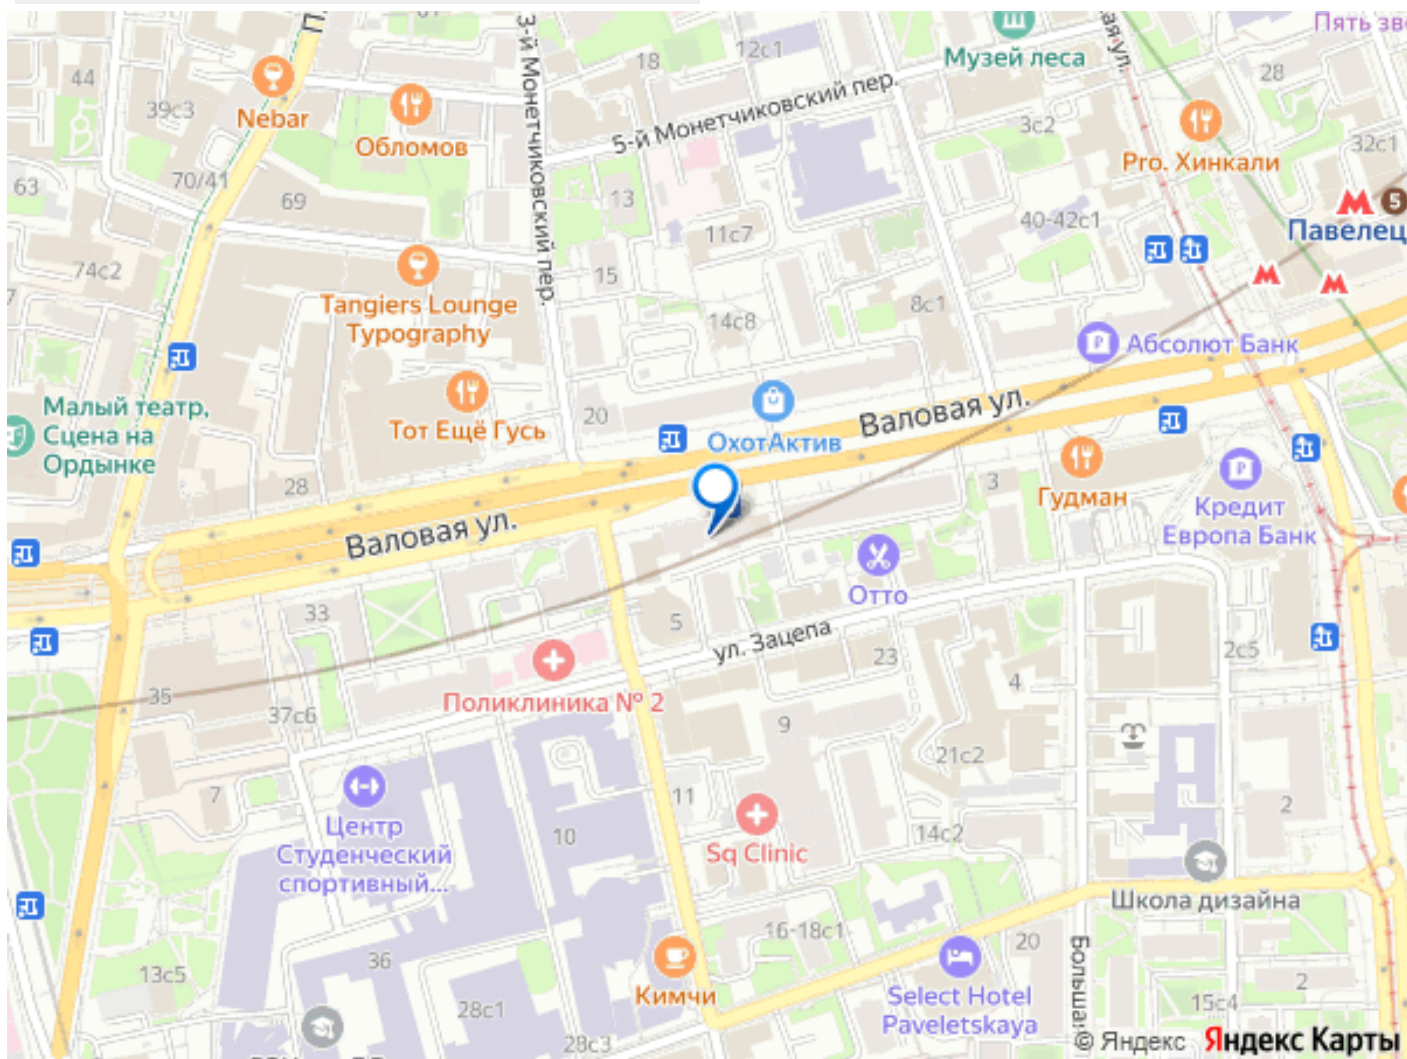 Пять зве
Музей леса
12с1
18
44
28
39с3
Nebar
Обломов
3-й Монетчиковский пер.
5-й Монетчиковский пер.
3с2
Pro. Хинкали
32с1
63
70/41
69
13
5
Павелец
40-42с1
11с7
74с2
15
Tangiers Lounge
Typography
14с8
8с1
Абсолют Банк
Малый театр,
Сцена на
Ордынке
Тот Ещё Гусь
20
ОхотАктив
Валовая ул.
28
3
Гудман
Кредит
Европа Банк
Валовая ул.
Отто
33
5
ул. Зацепа
23
2с5
35
37с6
Поликлиника № 2
4
9
21с2
7
11
2
Центр
Студенческий
спортивный...
10
Sq Clinic
14с2
Школа дизайна
16-18с1
20
13с5
36
Кимчи
Select Hotel
Paveletskaya
2
15с4
28с1
28с3
© Яндекс Яндекс Карты